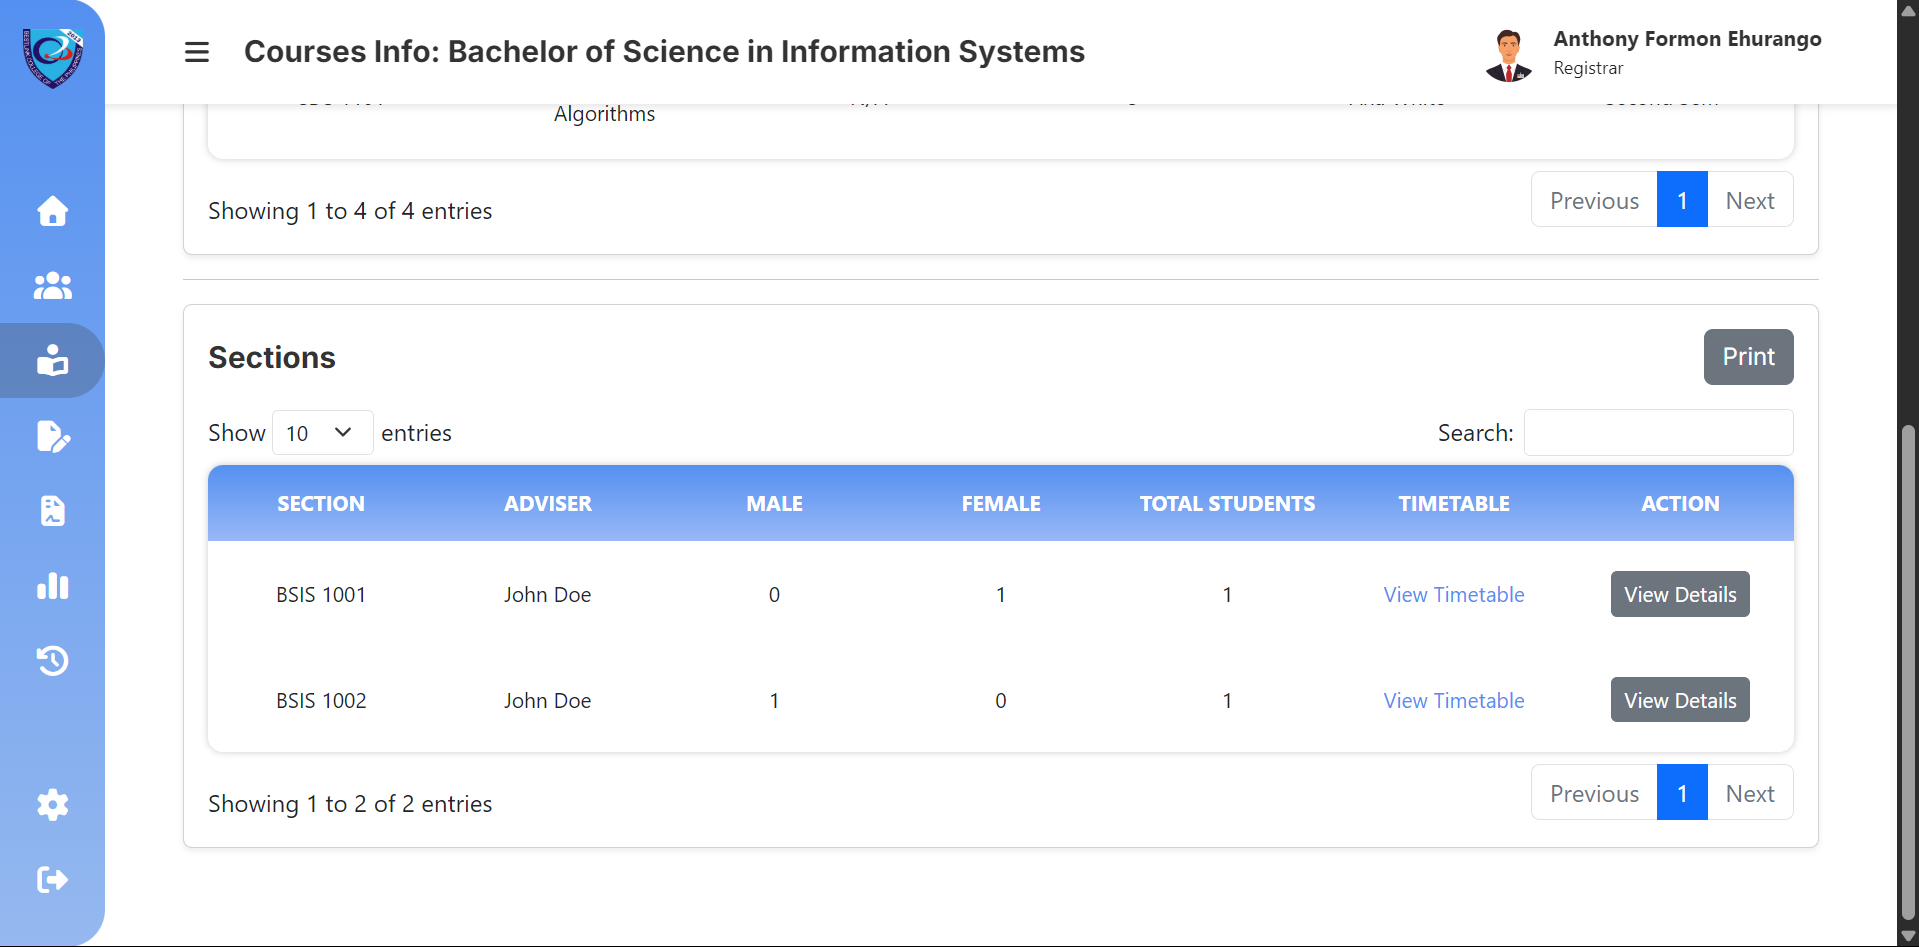 Courses Info: Bachelor of Science in Information Systems
Anthony Formon Ehurango
Registrar
Algorithms
Showing 1 to 4 of 4 entries
Previous 1 Next
Sections
Print
Show 10 entries
Search:
SECTION ADVISER MALE FEMALE TOTAL STUDENTS TIMETABLE ACTION
BSIS 1001 John Doe 0 1 1 View Timetable View Details
BSIS 1002 John Doe 1 0 1 View Timetable View Details
Showing 1 to 2 of 2 entries
Previous 1 Next